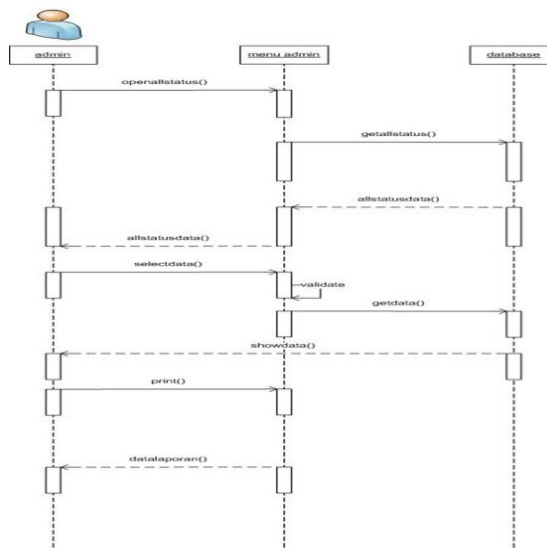 admin
menu admin
database
openallstatus()
getallstatus()
allstatusdata()
allstatusdata()
selectdata()
validate
getdata()
showdata()
print()
datalaporan()